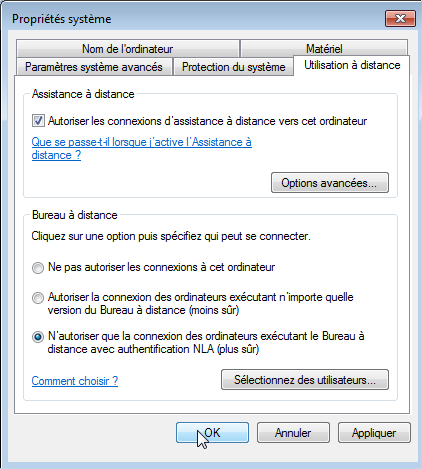 Propriétés système
Nom de l'ordinateur
Matériel
Paramètres système avancés
Protection du système
Utilisation à distance
Assistance à distance
Autoriser les connexions d'assistance à distance vers cet ordinateur
Que se passe-t-il lorsque j'active l'Assistance à
distance ?
Options avancées...
Bureau à distance
Cliquez sur une option puis spécifiez qui peut se connecter.
Ne pas autoriser les connexions à cet ordinateur
Autoriser la connexion des ordinateurs exécutant n'importe quelle
version du Bureau à distance (moins sûr)
N'autoriser que la connexion des ordinateurs exécutant le Bureau à
distance avec authentification NLA (plus sûr)
Comment choisir ?
Sélectionnez des utilisateurs...
OK
Annuler
Appliquer